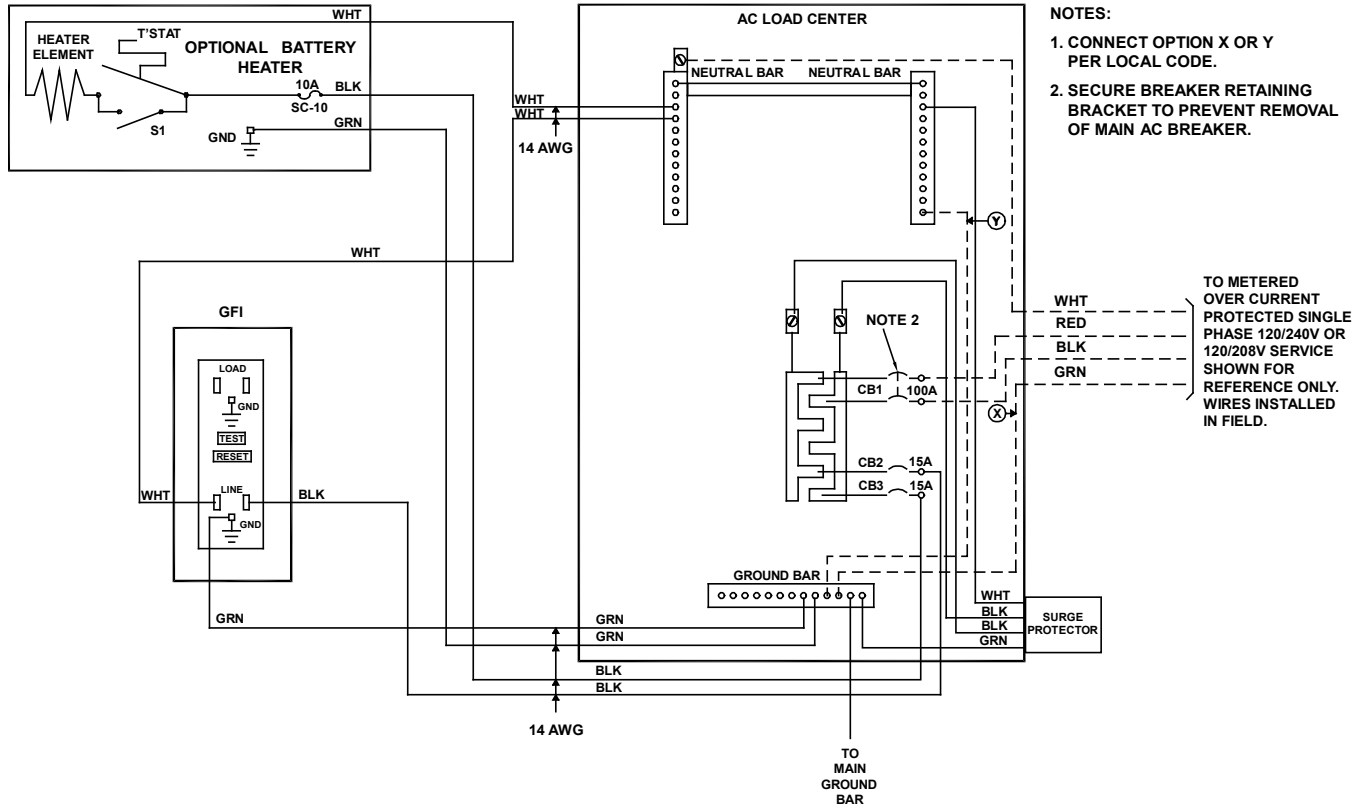 WHT
HEATER
ELEMENT
T'STAT
OPTIONAL BATTERY
HEATER
10A
SC-10
BLK
S1
GRN
GND
WHT
WHT
14 AWG
AC LOAD CENTER
NEUTRAL BAR
NEUTRAL BAR
Y
NOTES:
1. CONNECT OPTION X OR Y
PER LOCAL CODE.
2. SECURE BREAKER RETAINING
BRACKET TO PREVENT REMOVAL
OF MAIN AC BREAKER.
WHT
GFI
LOAD
GND
TEST
RESET
LINE
WHT
BLK
GND
NOTE 2
CB1
100A
CB2
15A
CB3
15A
X
WHT
RED
BLK
GRN
TO METERED
OVER CURRENT
PROTECTED SINGLE
PHASE 120/240V OR
120/208V SERVICE
SHOWN FOR
REFERENCE ONLY.
WIRES INSTALLED
IN FIELD.
GROUND BAR
WHT
BLK
BLK
GRN
SURGE
PROTECTOR
GRN
GRN
GRN
BLK
BLK
14 AWG
TO
MAIN
GROUND
BAR